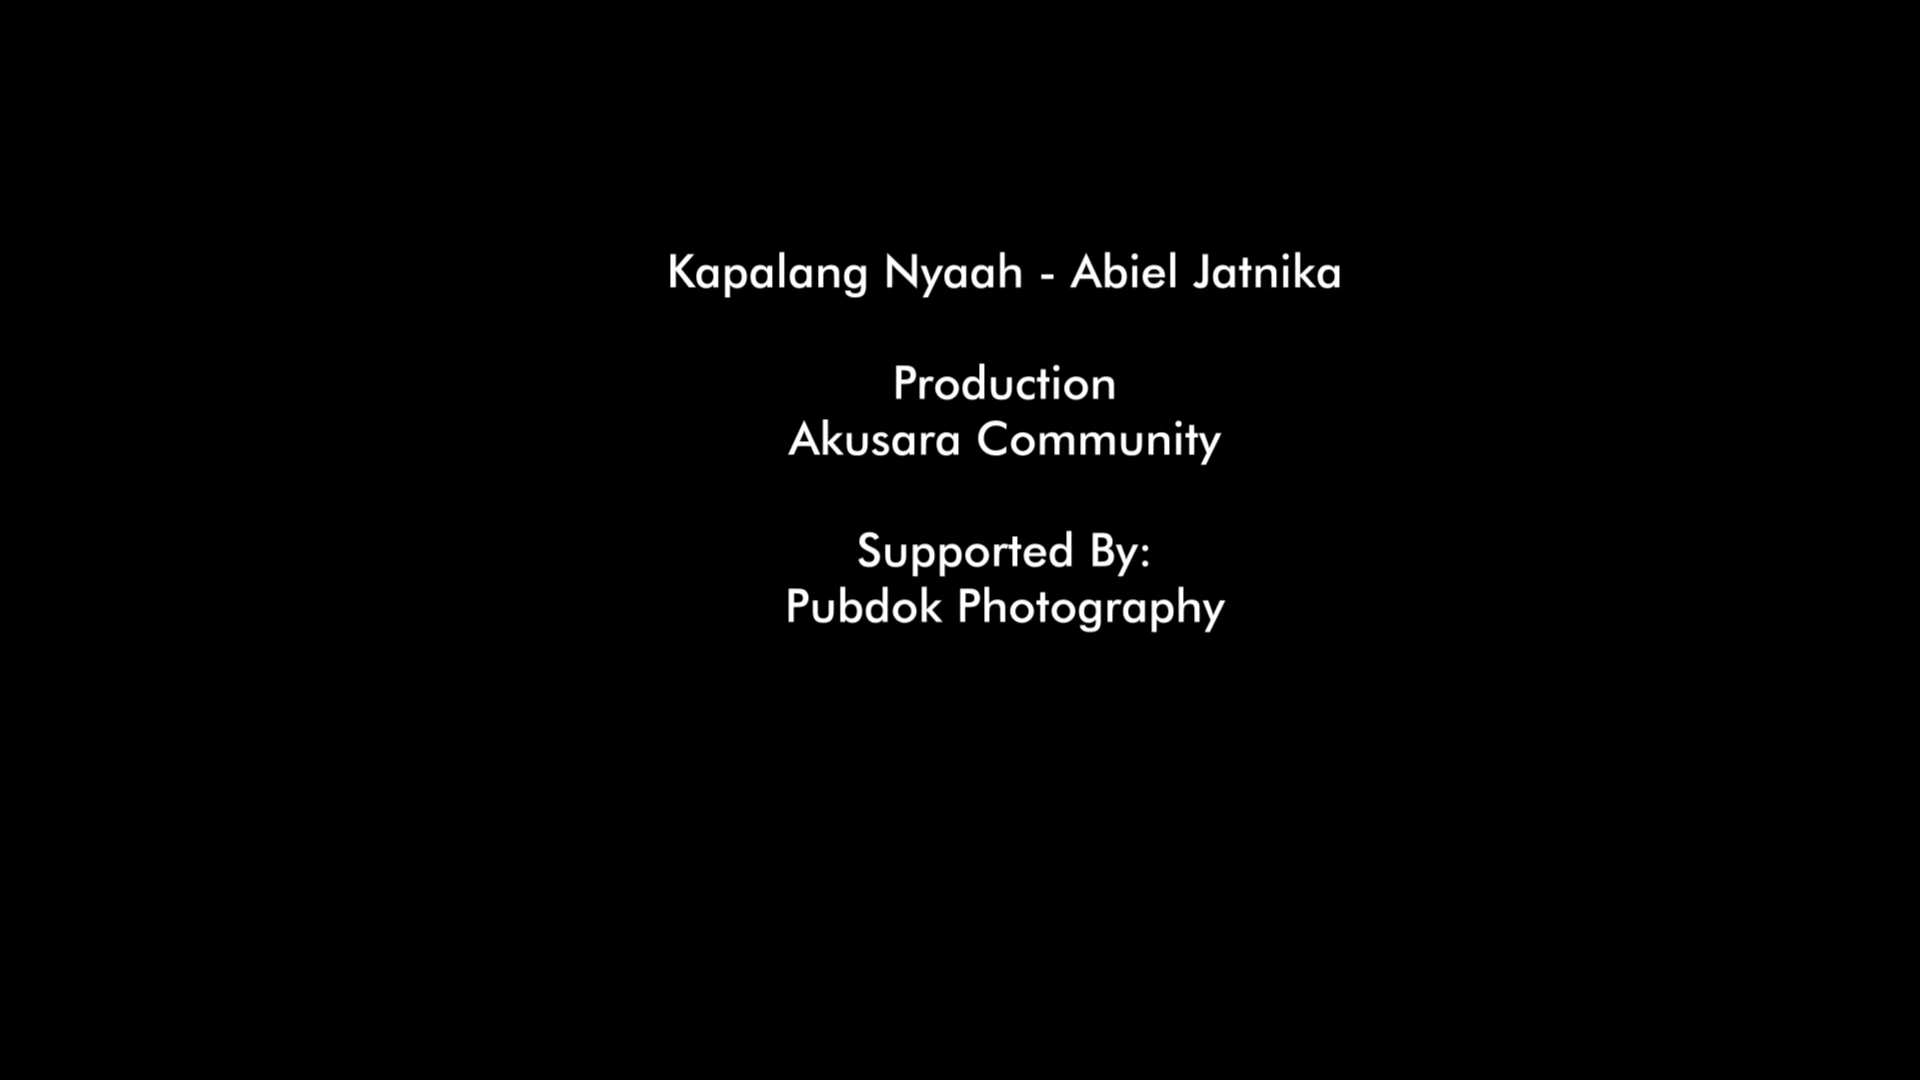 Kapalang Nyaah - Abiel Jatnika
Production
Akusara Community
Supported By:
Pubdok Photography